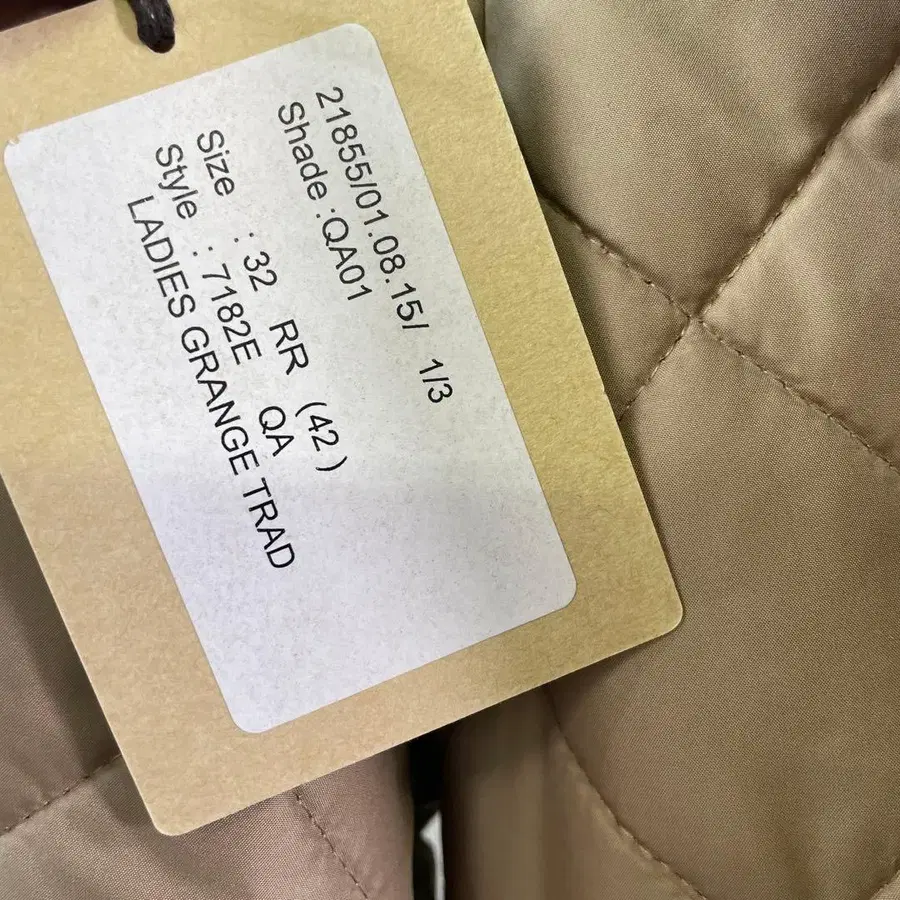 21855/01.08.15/ 1/3
Shade :QA01
Size : 32 RR (42)
Style : 7182E QA
LADIES GRANGE TRAD